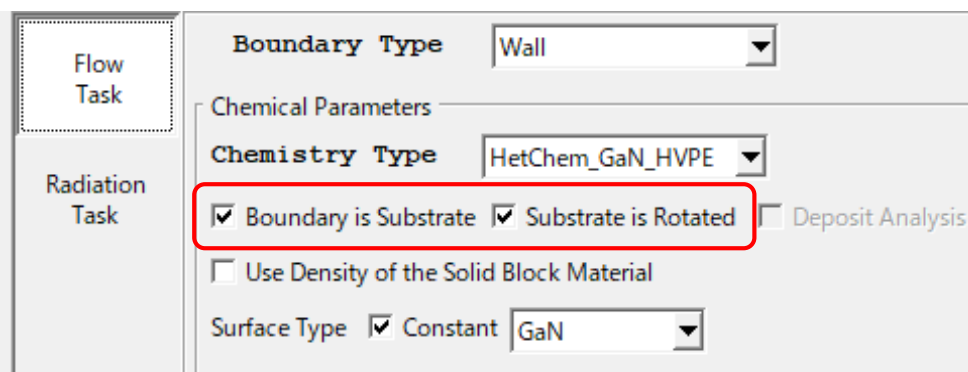 Flow
Task
Radiation
Task
Boundary Type Wall
Chemical Parameters
Chemistry Type HetChem_GaN_HVPE
Boundary is Substrate Substrate is Rotated Deposit Analysis
Use Density of the Solid Block Material
Surface Type Constant GaN